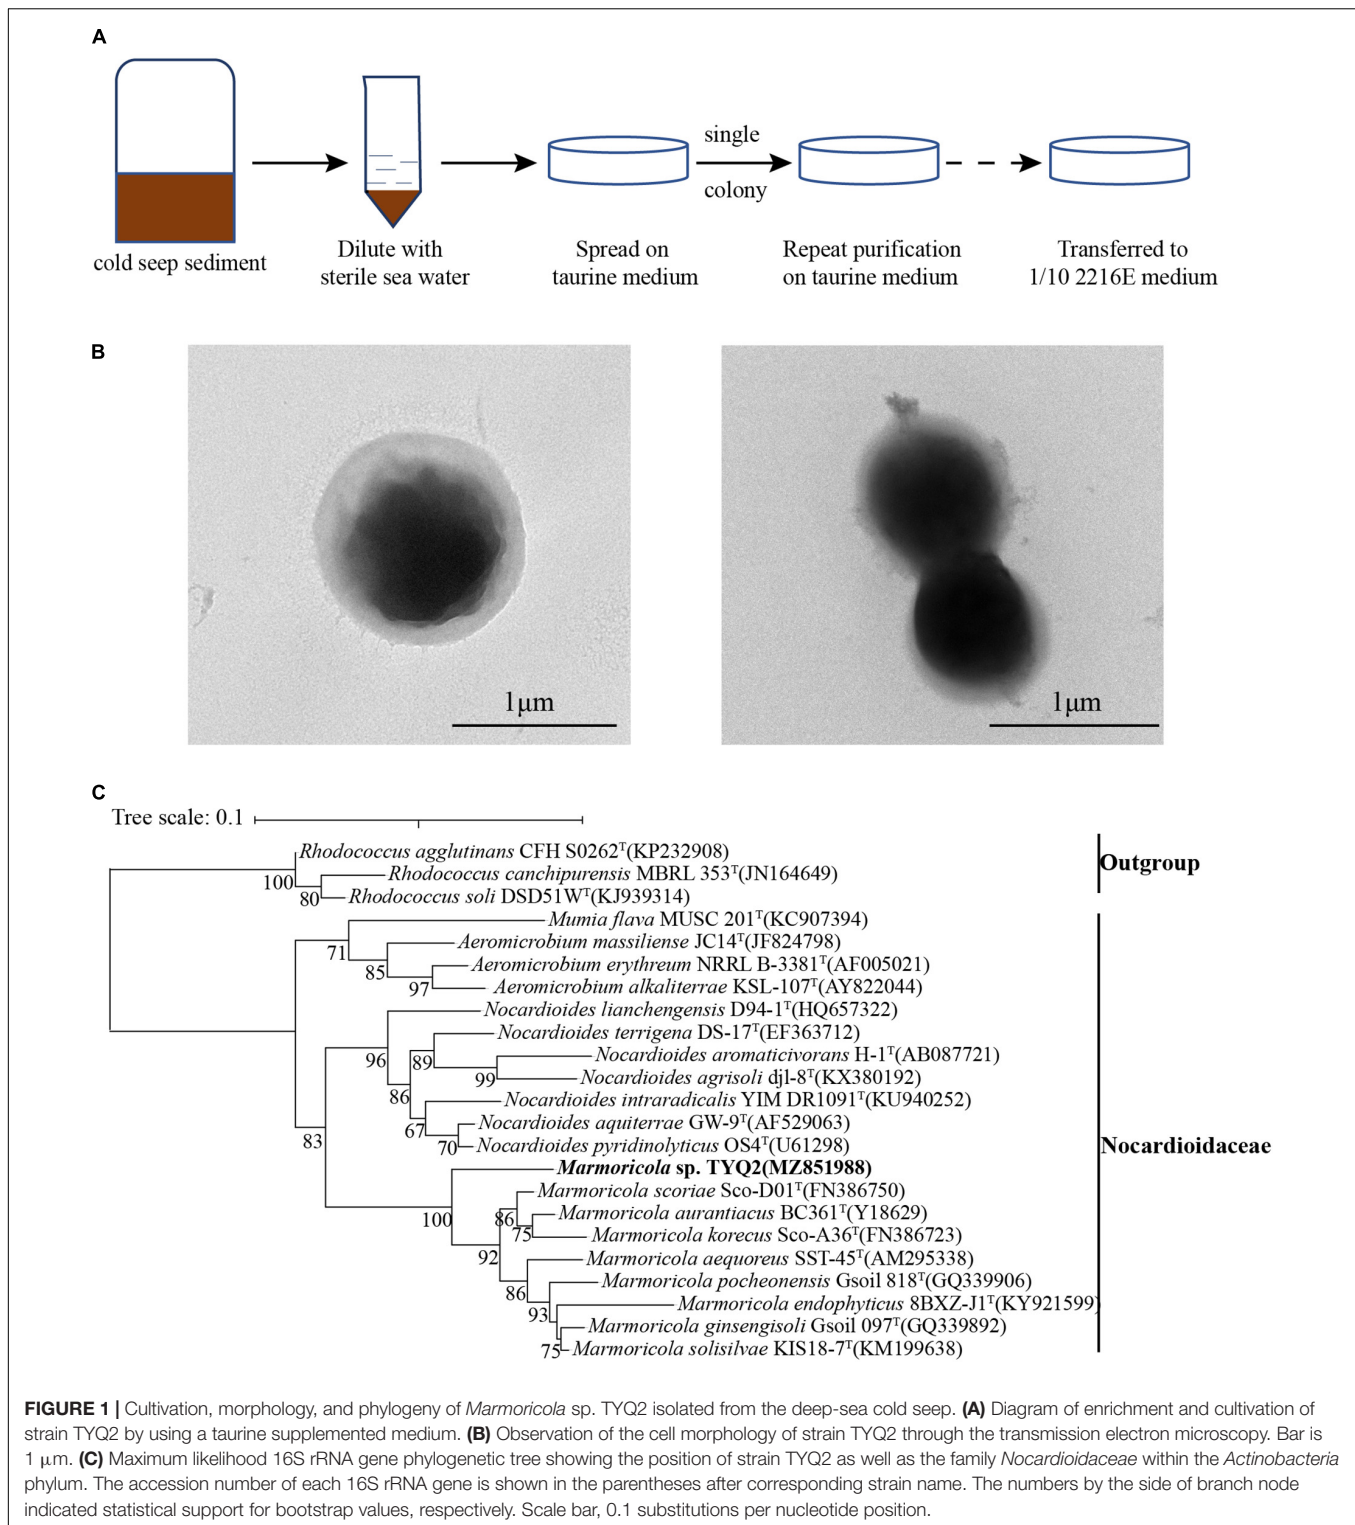 A
single
colony
cold seep sediment
Dilute with
sterile sea water
Spread on
taurine medium
Repeat purification
on taurine medium
Transferred to
1/10 2216E medium
B
1μm
1μm
C
Tree scale: 0.1
Rhodococcus agglutinans CFH S0262ᵀ(KP232908)
100
Rhodococcus canchipurensis MBRL 353ᵀ(JN164649)
80
Rhodococcus soli DSD51Wᵀ(KJ939314)
Outgroup
Mumia flava MUSC 201ᵀ(KC907394)
71
Aeromicrobium massiliense JC14ᵀ(JF824798)
85
Aeromicrobium erythreum NRRL B-3381ᵀ(AF005021)
97
Aeromicrobium alkaliterrae KSL-107ᵀ(AY822044)
Nocardioides lianchengensis D94-1ᵀ(HQ657322)
Nocardioides terrigena DS-17ᵀ(EF363712)
96
89
Nocardioides aromaticivorans H-1ᵀ(AB087721)
99
Nocardioides agrisoli djl-8ᵀ(KX380192)
86
Nocardioides intraradicalis YIM DR1091ᵀ(KU940252)
Nocardioides aquiterrae GW-9ᵀ(AF529063)
83
67
70
Nocardioides pyridinolyticus OS4ᵀ(U61298)
Nocardioidaceae
Marmoricola sp. TYQ2(MZ851988)
Marmoricola scoriae Sco-D01ᵀ(FN386750)
100
86
Marmoricola aurantiacus BC361ᵀ(Y18629)
75
Marmoricola korecus Sco-A36ᵀ(FN386723)
92
Marmoricola aequoreus SST-45ᵀ(AM295338)
Marmoricola pocheonensis Gsoil 818ᵀ(GQ339906)
86
Marmoricola endophyticus 8BXZ-J1ᵀ(KY921599)
93
Marmoricola ginsengisoli Gsoil 097ᵀ(GQ339892)
75
Marmoricola solisilvae KIS18-7ᵀ(KM199638)
FIGURE 1 | Cultivation, morphology, and phylogeny of Marmoricola sp. TYQ2 isolated from the deep-sea cold seep. (A) Diagram of enrichment and cultivation of
strain TYQ2 by using a taurine supplemented medium. (B) Observation of the cell morphology of strain TYQ2 through the transmission electron microscopy. Bar is
1 μm. (C) Maximum likelihood 16S rRNA gene phylogenetic tree showing the position of strain TYQ2 as well as the family Nocardioidaceae within the Actinobacteria
phylum. The accession number of each 16S rRNA gene is shown in the parentheses after corresponding strain name. The numbers by the side of branch node
indicated statistical support for bootstrap values, respectively. Scale bar, 0.1 substitutions per nucleotide position.